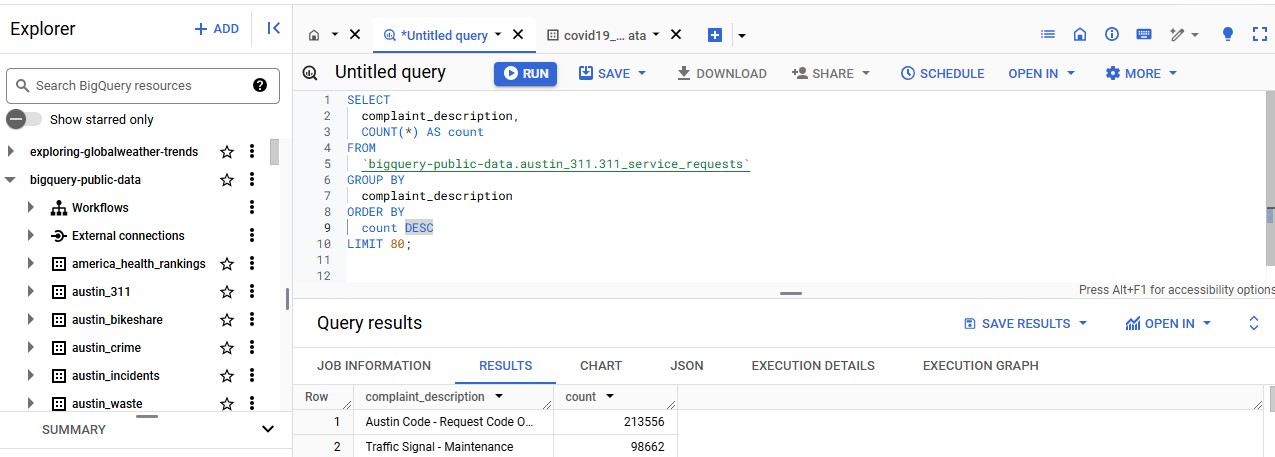 Explorer
+ ADD
Search BigQuery resources
?
Show starred only
exploring-globalweather-trends
bigquery-public-data
Workflows
External connections
america_health_rankings
austin_311
austin_bikeshare
austin_crime
austin_incidents
austin_waste
SUMMARY
*Untitled query
covid19_... ata
Untitled query
RUN
SAVE
DOWNLOAD
SHARE
SCHEDULE
OPEN IN
MORE
1 SELECT
2 complaint_description,
3 COUNT(*) AS count
4 FROM
5 `bigquery-public-data.austin_311.311_service_requests`
6 GROUP BY
7 complaint_description
8 ORDER BY
9 count DESC
10 LIMIT 80;
11
12
Press Alt+F1 for accessibility options
Query results
SAVE RESULTS
OPEN IN
JOB INFORMATION
RESULTS
CHART
JSON
EXECUTION DETAILS
EXECUTION GRAPH
Row complaint_description count
1 Austin Code - Request Code O... 213556
2 Traffic Signal - Maintenance 98662